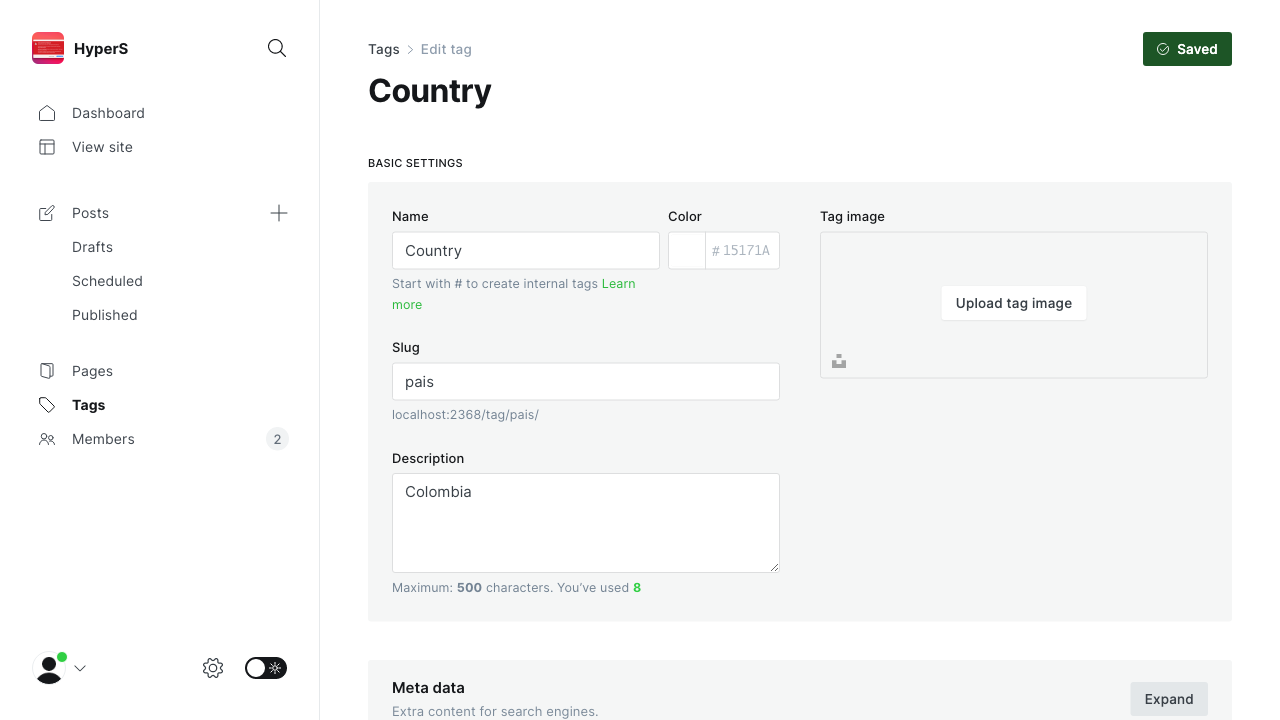 HyperS
Dashboard
View site
Posts
Drafts
Scheduled
Published
Pages
Tags
Members
2
Tags
Edit tag
Saved
Country
BASIC SETTINGS
Name
Country
Start with # to create internal tags Learn
more
Color
# 15171A
Slug
pais
localhost:2368/tag/pais/
Description
Colombia
Maximum: 500 characters. You've used 8
Tag image
Upload tag image
Meta data
Extra content for search engines.
Expand